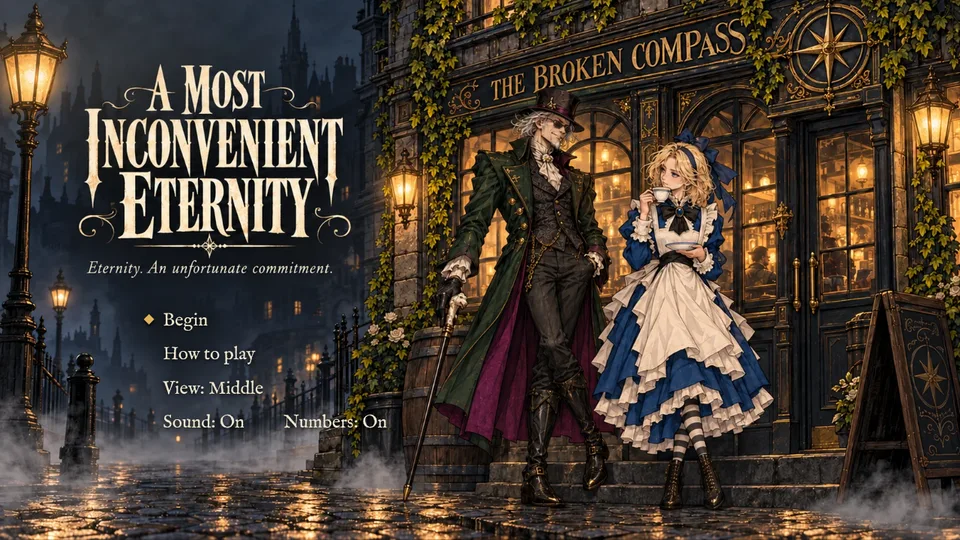 A Most
Inconvenient
Eternity
Eternity. An unfortunate commitment.
Begin
How to play
View: Middle
Sound: On
Numbers: On
The Broken Compass